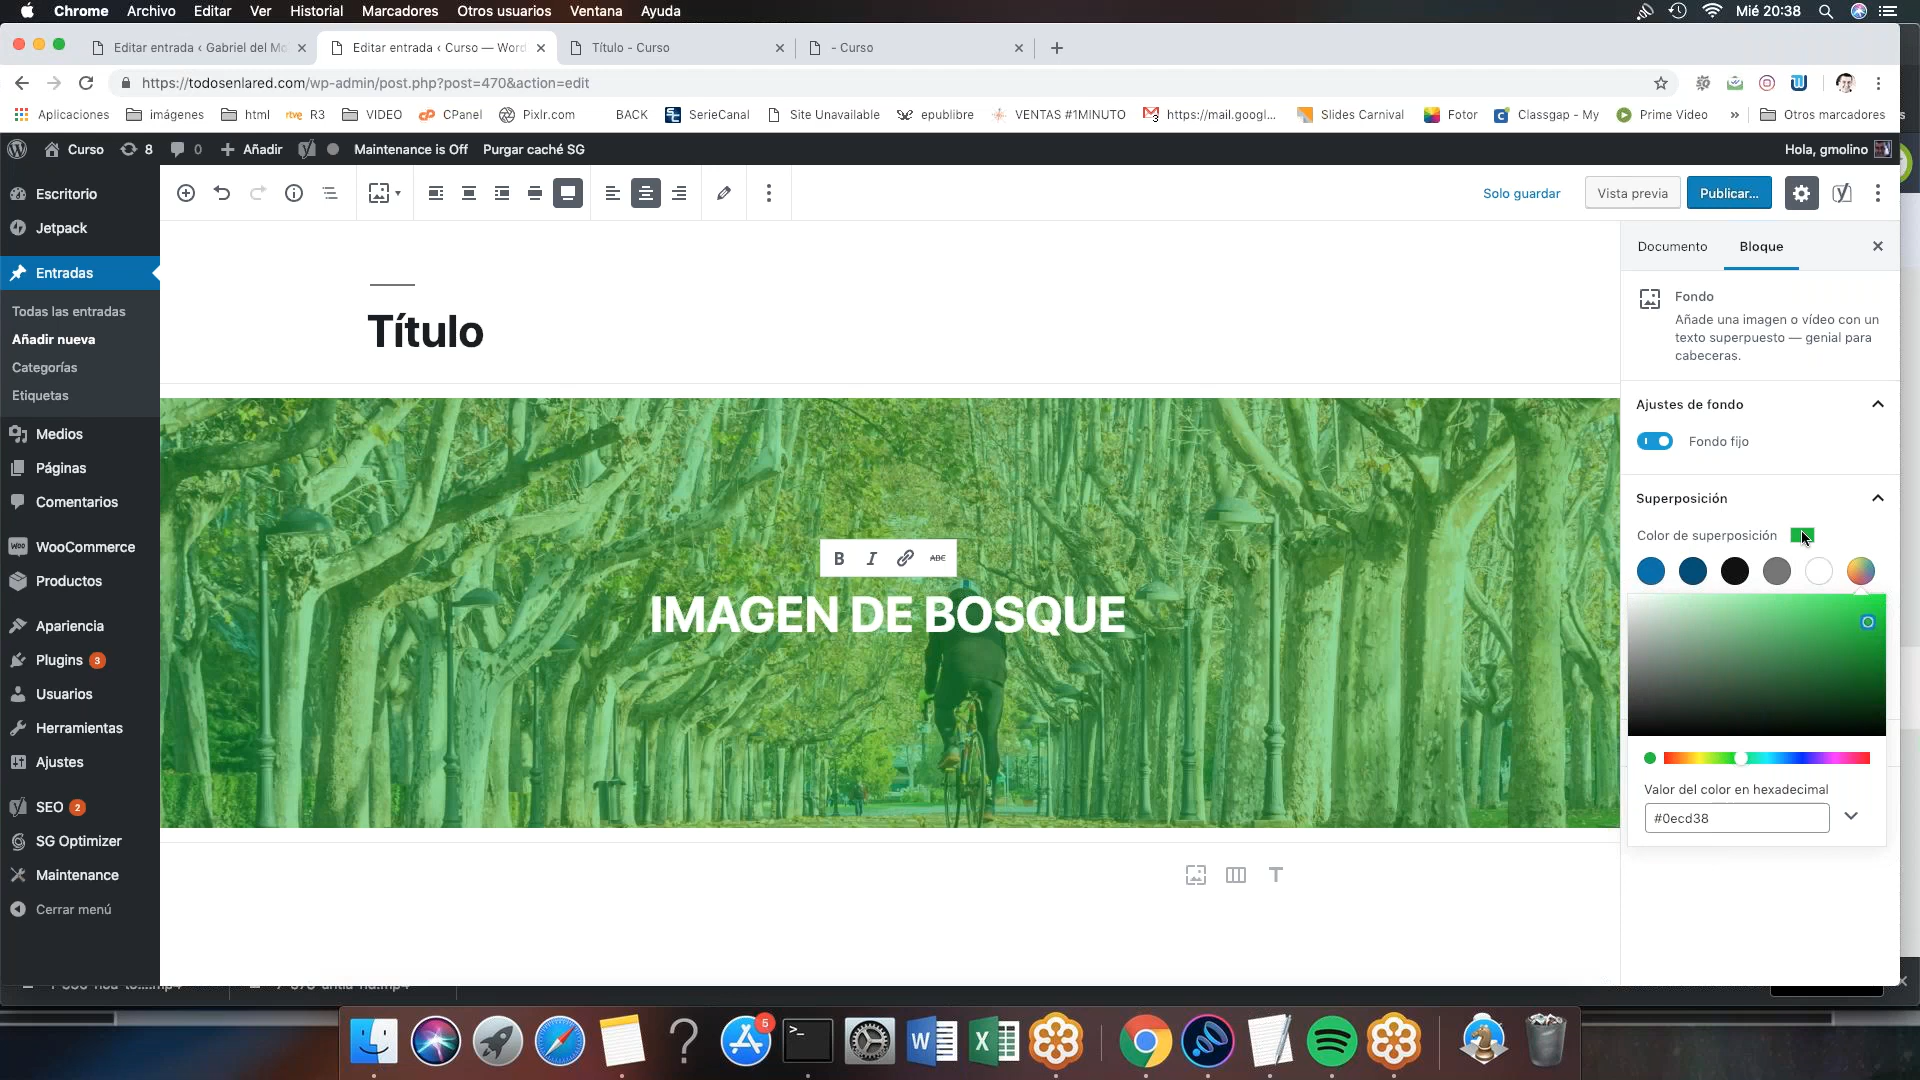 Chrome Archivo Editar Ver Historial Marcadores Otros usuarios Ventana Ayuda
Mié 20:38
Editar entrada ‹ Gabriel del Mo
Editar entrada ‹ Curso — Word
Título - Curso
- Curso
https://todosenlared.com/wp-admin/post.php?post=470&action=edit
Aplicaciones imágenes html rtve R3 VIDEO cP CPanel Pixlr.com BACK SerieCanal Site Unavailable epublibre VENTAS #1MINUTO https://mail.googl... Slides Carnival Fotor Classgap - My Prime Video » Otros marcadores
Curso 8 0 Añadir Maintenance is Off Purgar caché SG
Hola, gmolino
Solo guardar
Vista previa
Publicar...
Escritorio
Jetpack
Entradas
Todas las entradas
Añadir nueva
Categorías
Etiquetas
Medios
Páginas
Comentarios
WOO WooCommerce
Productos
Apariencia
Plugins 3
Usuarios
Herramientas
Ajustes
SEO 2
SG Optimizer
Maintenance
Cerrar menú
Título
B I ABC
IMAGEN DE BOSQUE
T
Documento
Bloque
Fondo
Añade una imagen o vídeo con un
texto superpuesto — genial para
cabeceras.
Ajustes de fondo
Fondo fijo
Superposición
Color de superposición
Valor del color en hexadecimal
#0ecd38
5